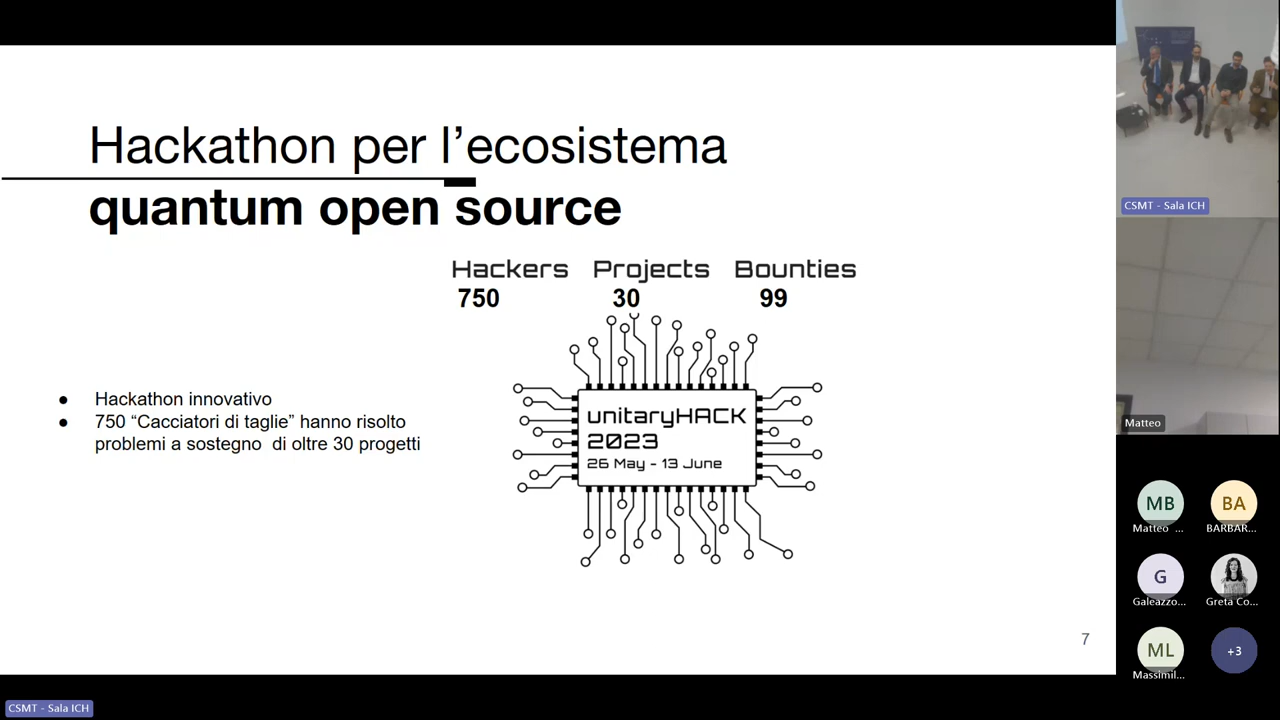 Hackathon per l’ecosistema
quantum open source
Hackers Projects Bounties
750 30 99
unitaryHACK
2023
26 May - 13 June
● Hackathon innovativo
● 750 “Cacciatori di taglie” hanno risolto
problemi a sostegno di oltre 30 progetti
7
CSMT - Sala ICH
CSMT - Sala ICH
Matteo
MB
Matteo ...
BA
BARBAR...
G
Galeazzo...
Greta Co...
ML
Massimil...
+3